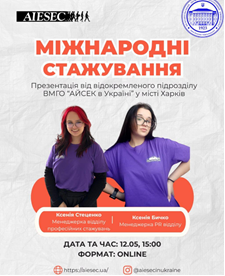 AIESEC
1921
МІЖНАРОДНІ
СТАЖУВАННЯ
Презентація від відокремленого підрозділу
ВМГО "АЙСЕК в Україні" у місті Харків
Ксенія Стеценко
Менеджерка відділу
професійних стажувань
Ксенія Бичко
Менеджерка PR відділу
ДАТА ТА ЧАС: 12.05, 15:00
ФОРМАТ: ONLINE
https://aiesec.ua/
@aiesecinukraine